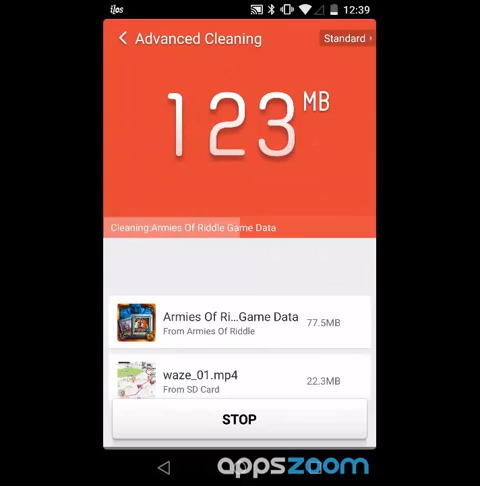 ijos
12:39
Advanced Cleaning
Standard
123 MB
Cleaning:Armies Of Riddle Game Data
Armies Of Ri...Game Data
77.5MB
From Armies Of Riddle
waze_01.mp4
22.3MB
From SD Card
STOP
appszoom